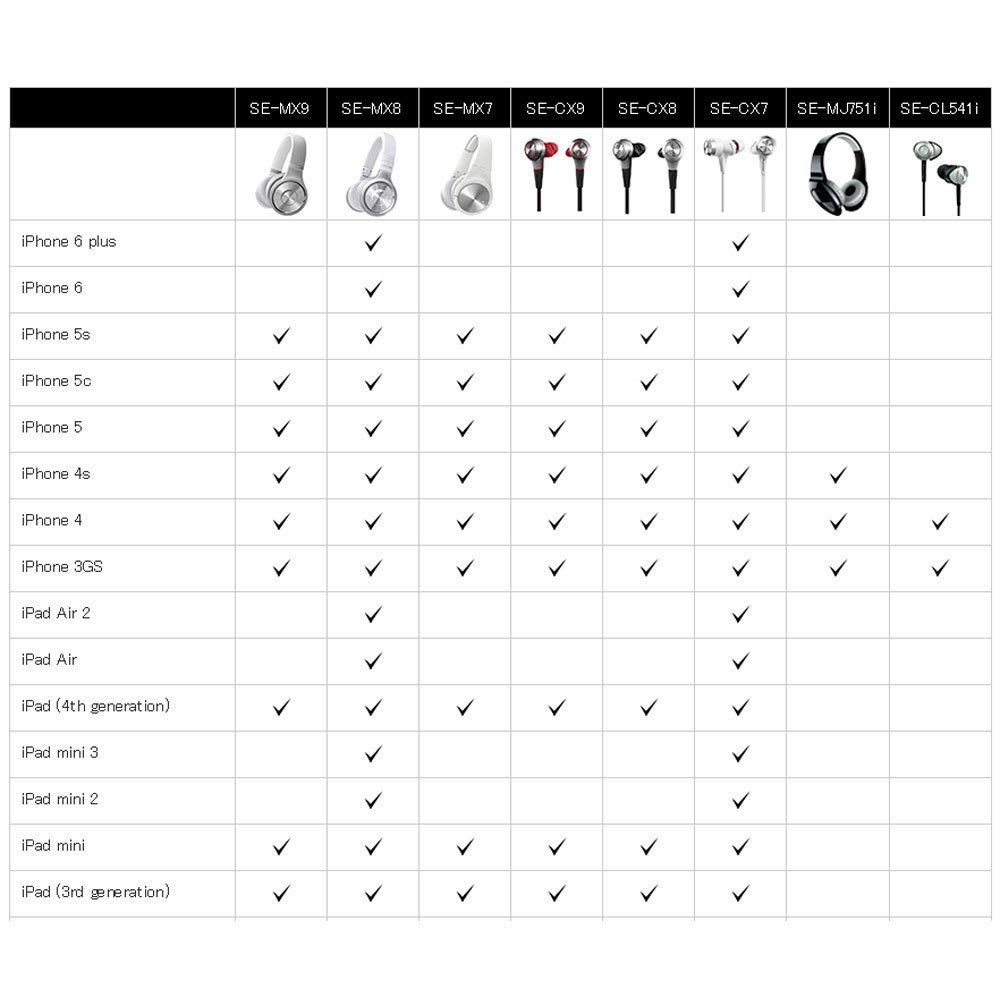 SE-MX9 SE-MX8 SE-MX7 SE-CX9 SE-CX8 SE-CX7 SE-MJ751i SE-CL541i
iPhone 6 plus ✓ ✓
iPhone 6 ✓ ✓
iPhone 5s ✓ ✓ ✓ ✓ ✓ ✓
iPhone 5c ✓ ✓ ✓ ✓ ✓ ✓
iPhone 5 ✓ ✓ ✓ ✓ ✓ ✓
iPhone 4s ✓ ✓ ✓ ✓ ✓ ✓ ✓
iPhone 4 ✓ ✓ ✓ ✓ ✓ ✓ ✓ ✓
iPhone 3GS ✓ ✓ ✓ ✓ ✓ ✓ ✓ ✓
iPad Air 2 ✓ ✓
iPad Air ✓ ✓
iPad (4th generation) ✓ ✓ ✓ ✓ ✓ ✓
iPad mini 3 ✓ ✓
iPad mini 2 ✓ ✓
iPad mini ✓ ✓ ✓ ✓ ✓ ✓
iPad (3rd generation) ✓ ✓ ✓ ✓ ✓ ✓